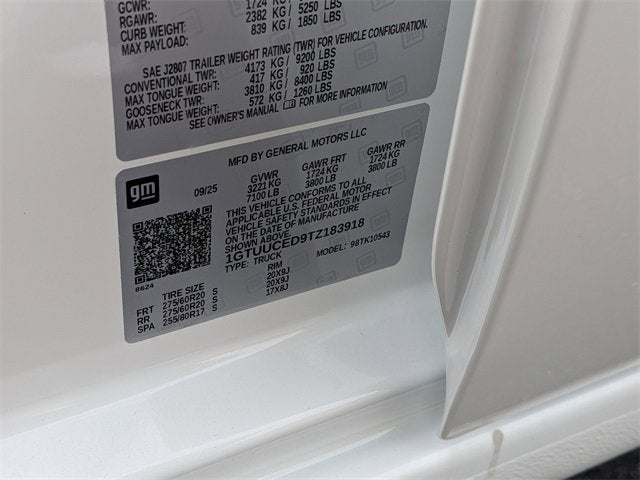 GCWR: 1724 KG /
RGAWR: 2382 KG / 5250 LBS
CURB WEIGHT: 839 KG / 1850 LBS
MAX PAYLOAD:
SAE J2807 TRAILER WEIGHT RATING (TWR) FOR VEHICLE CONFIGURATION.
CONVENTIONAL TWR: 4173 KG / 9200 LBS
MAX TONGUE WEIGHT: 417 KG / 920 LBS
GOOSENECK TWR: 3810 KG / 8400 LBS
MAX TONGUE WEIGHT: 572 KG / 1260 LBS
SEE OWNER'S MANUAL FOR MORE INFORMATION
MFD BY GENERAL MOTORS LLC
gm
09/25
GVWR GAWR FRT GAWR RR
3221 KG 1724 KG 1724 KG
7100 LB 3800 LB 3800 LB
THIS VEHICLE CONFORMS TO ALL
APPLICABLE U.S. FEDERAL MOTOR
VEHICLE SAFETY STANDARDS IN EFFECT
ON THE DATE OF MANUFACTURE
1GTUUCED9TZ183918
TYPE: TRUCK MODEL: 98TK10543
8624
TIRE SIZE RIM
FRT 275/60R20 S 20X9J
RR 275/60R20 S 20X9J
SPA 255/80R17 S 17X8J